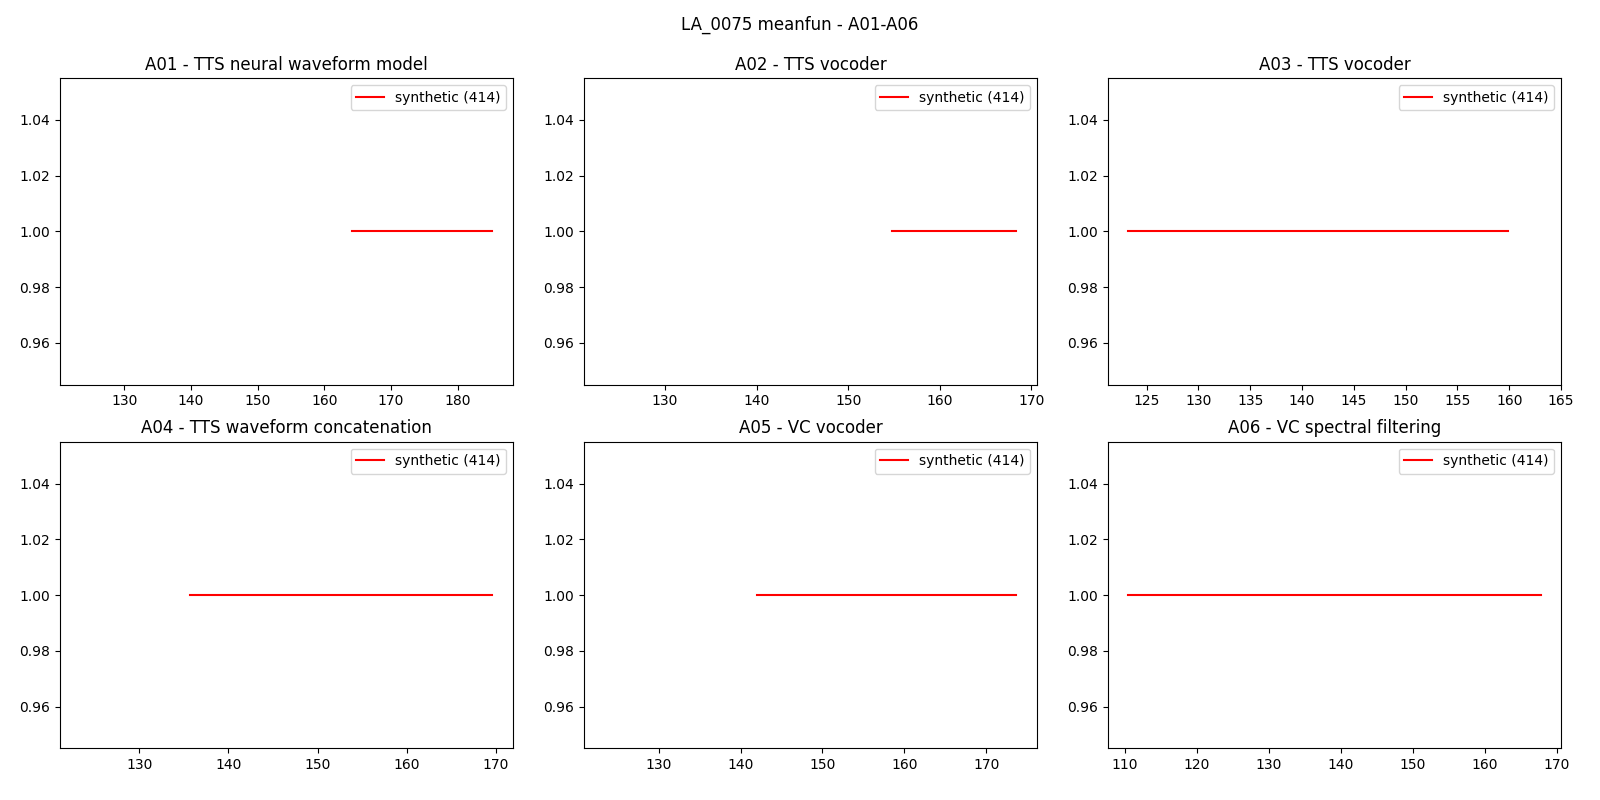 LA_0075 meanfun - A01-A06
A01 - TTS neural waveform model
synthetic (414)
1.04
1.02
1.00
0.98
0.96
130 140 150 160 170 180
A02 - TTS vocoder
synthetic (414)
1.04
1.02
1.00
0.98
0.96
130 140 150 160 170
A03 - TTS vocoder
synthetic (414)
1.04
1.02
1.00
0.98
0.96
125 130 135 140 145 150 155 160 165
A04 - TTS waveform concatenation
synthetic (414)
1.04
1.02
1.00
0.98
0.96
130 140 150 160 170
A05 - VC vocoder
synthetic (414)
1.04
1.02
1.00
0.98
0.96
130 140 150 160 170
A06 - VC spectral filtering
synthetic (414)
1.04
1.02
1.00
0.98
0.96
110 120 130 140 150 160 170